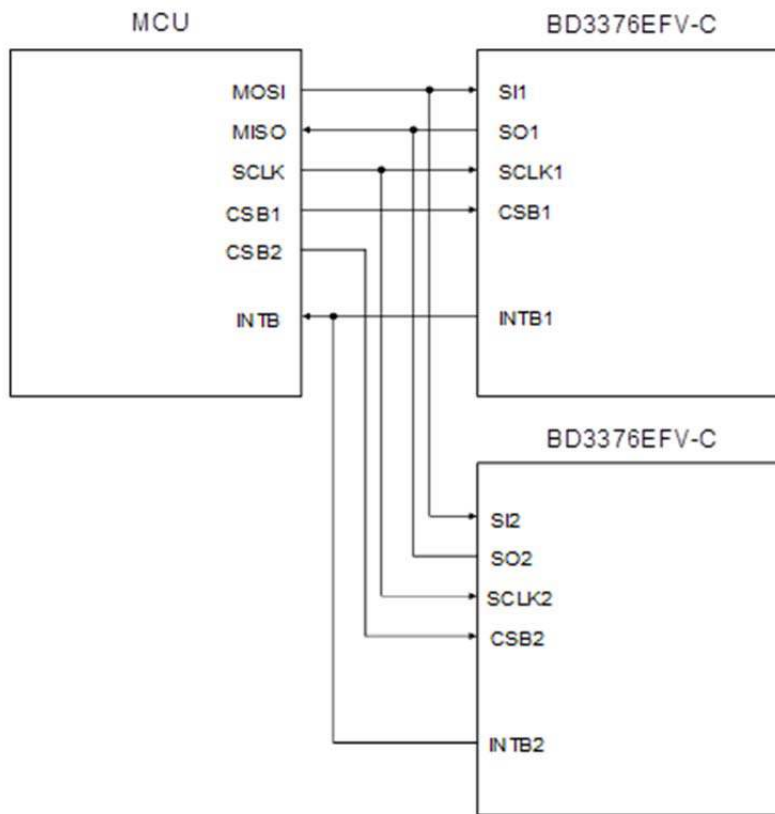 MCU
BD3376EFV-C
MOSI
SI1
MISO
SO1
SCLK
SCLK1
CSB1
CSB1
CSB2
INTB
INTB1
BD3376EFV-C
SI2
SO2
SCLK2
CSB2
INTB2